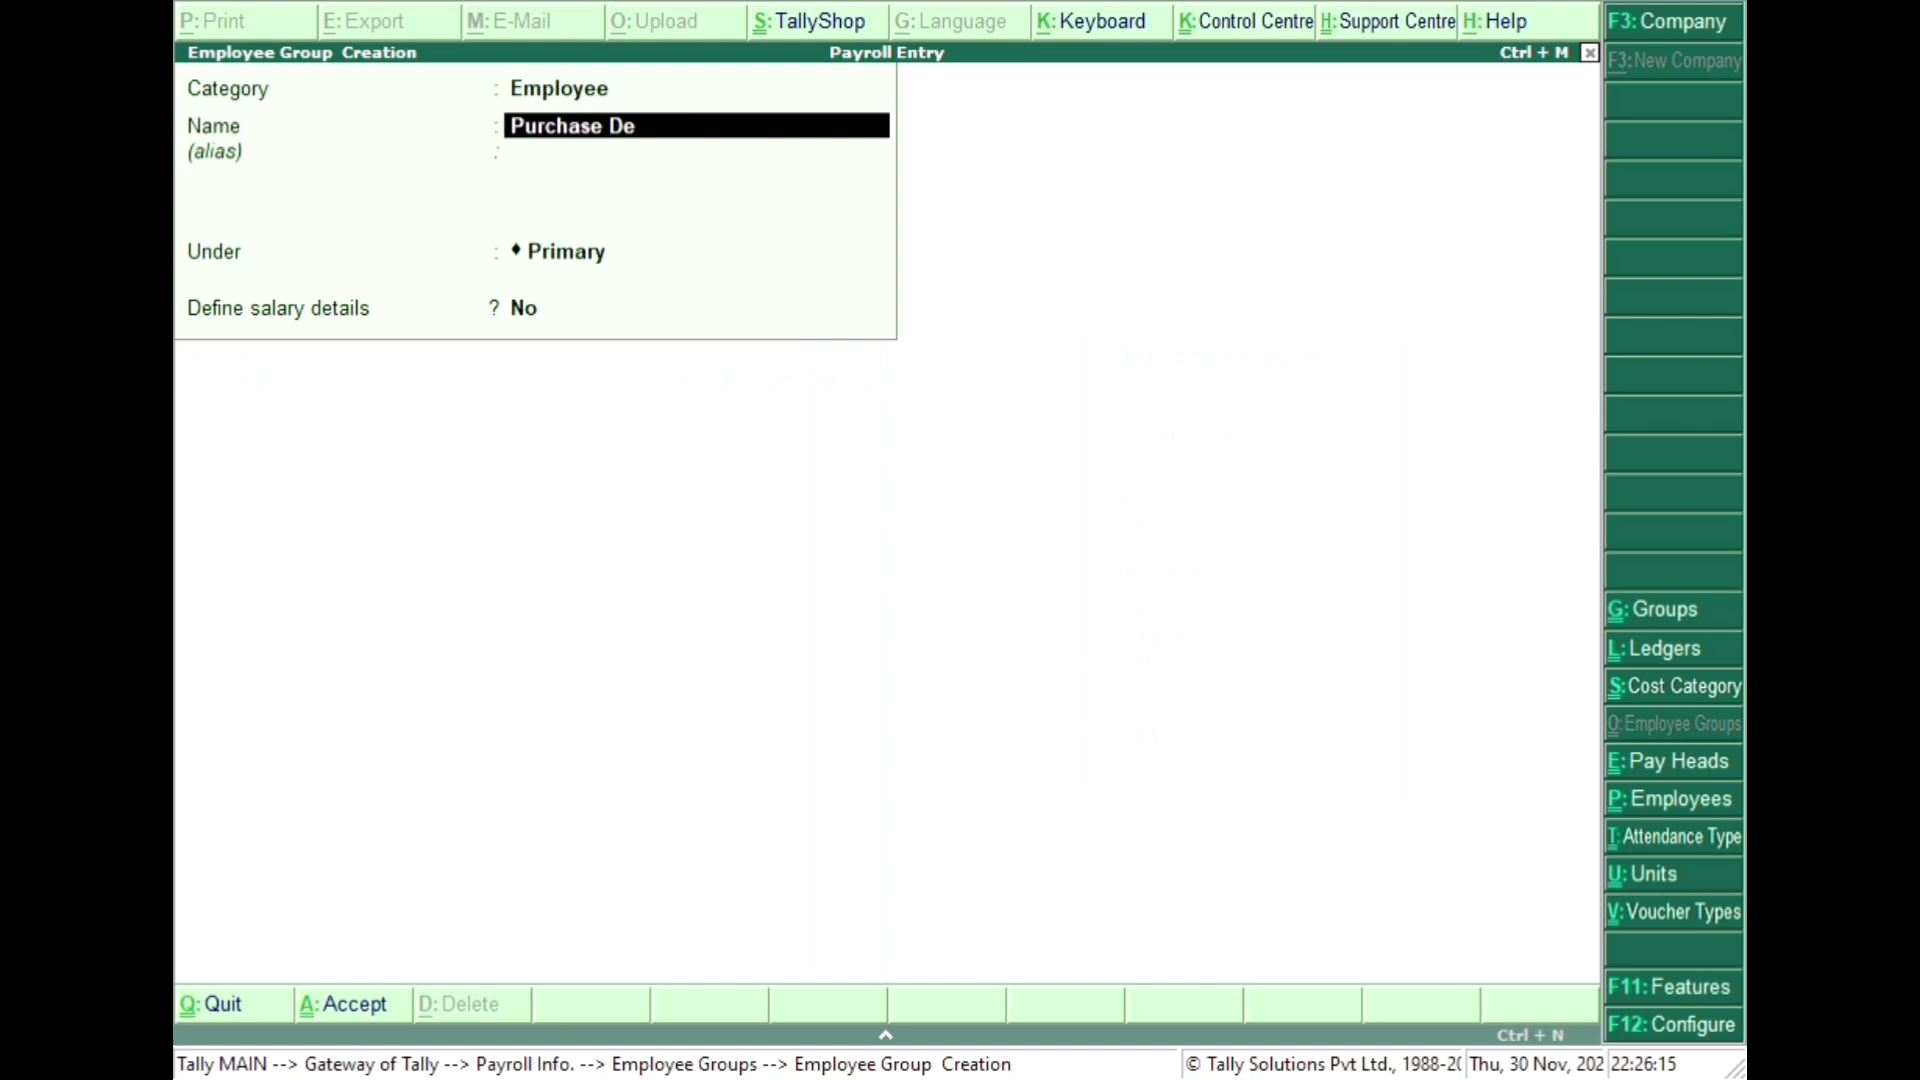 P: Print E: Export M: E-Mail O: Upload S: TallyShop G: Language K: Keyboard K: Control Centre H: Support Centre H: Help F3: Company
Employee Group Creation Payroll Entry Ctrl + M
F3: New Company
Category : Employee
Name : Purchase De
(alias) :
Under : ♦ Primary
Define salary details ? No
G: Groups
L: Ledgers
S: Cost Category
O: Employee Groups
E: Pay Heads
P: Employees
T: Attendance Type
U: Units
V: Voucher Types
F11: Features
F12: Configure
Q: Quit A: Accept D: Delete
Ctrl + N
Tally MAIN --> Gateway of Tally --> Payroll Info. --> Employee Groups --> Employee Group Creation © Tally Solutions Pvt Ltd., 1988-20 Thu, 30 Nov, 202 22:26:15